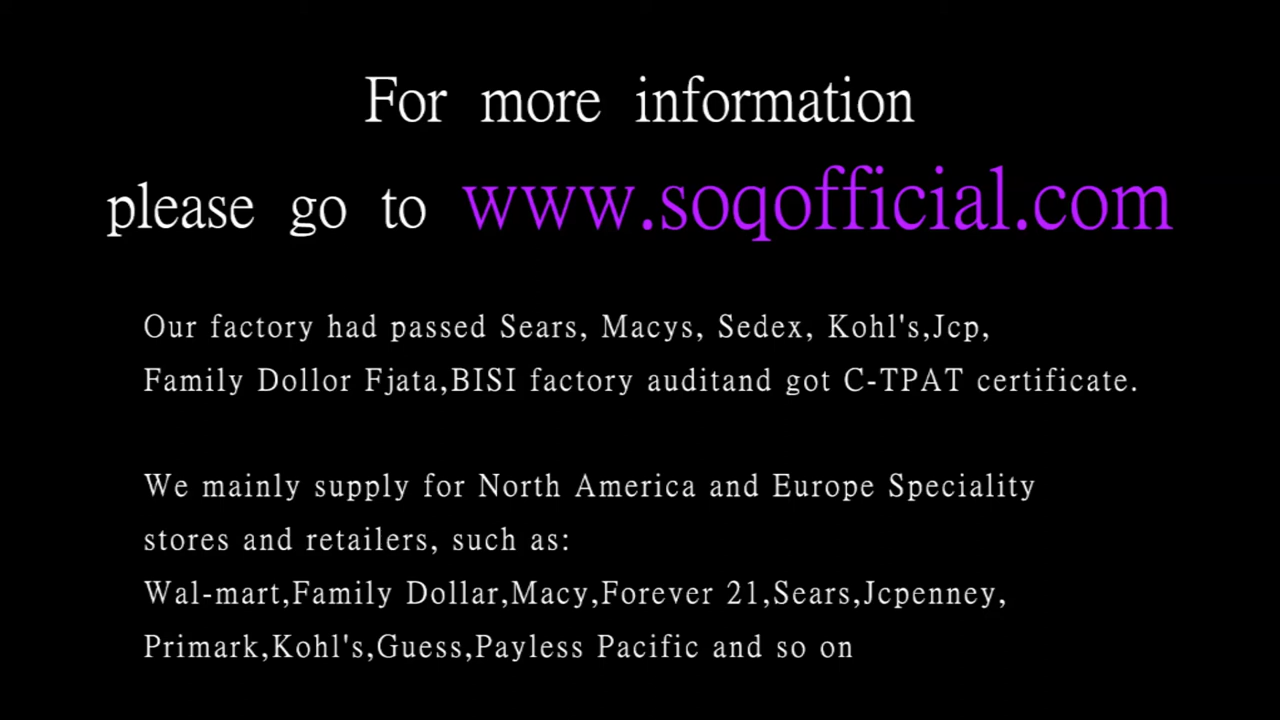 For more information
please go to www.soqofficial.com
Our factory had passed Sears, Macys, Sedex, Kohl's,Jcp,
Family Dollor Fjata,BISI factory auditand got C-TPAT certificate.
We mainly supply for North America and Europe Speciality
stores and retailers, such as:
Wal-mart,Family Dollar,Macy,Forever 21,Sears,Jcpenney,
Primark,Kohl's,Guess,Payless Pacific and so on